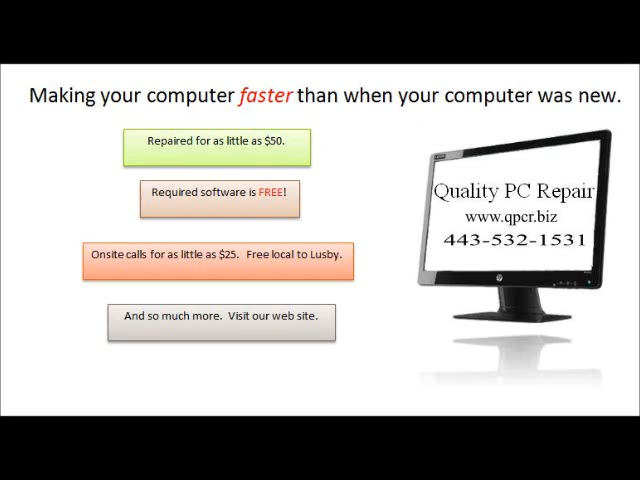 Making your computer faster than when your computer was new.
Repaired for as little as $50.
Required software is FREE!
Onsite calls for as little as $25.  Free local to Lusby.
And so much more.  Visit our web site.
Quality PC Repair
www.qpcr.biz
443-532-1531